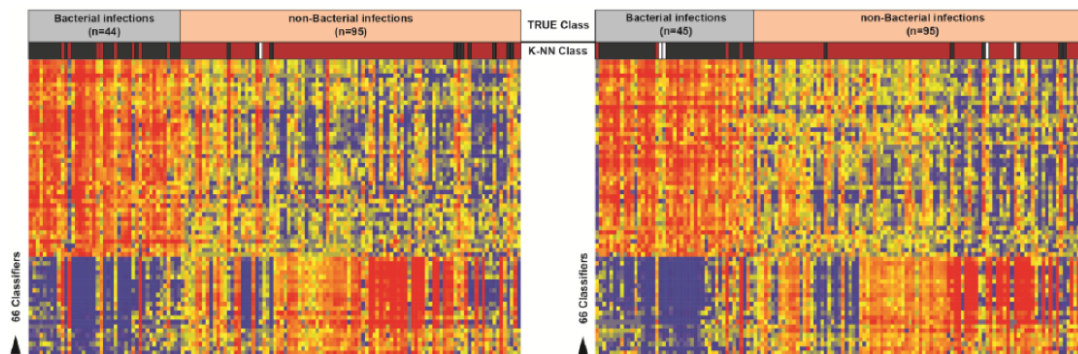 Bacterial infections
(n=44)
non-Bacterial infections
(n=95)
TRUE Class
K-NN Class
Bacterial infections
(n=45)
non-Bacterial infections
(n=95)
66 Classifiers
66 Classifiers